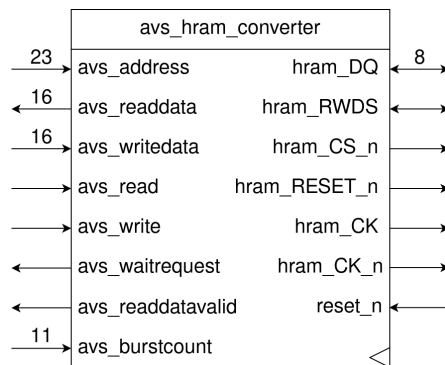 avs_hram_converter
23 avs_address hram_DQ 8
16 avs_readdata hram_RWDS
16 avs_writedata hram_CS_n
avs_read hram_RESET_n
avs_write hram_CK
avs_waitrequest hram_CK_n
avs_readdatavalid reset_n
11 avs_burstcount